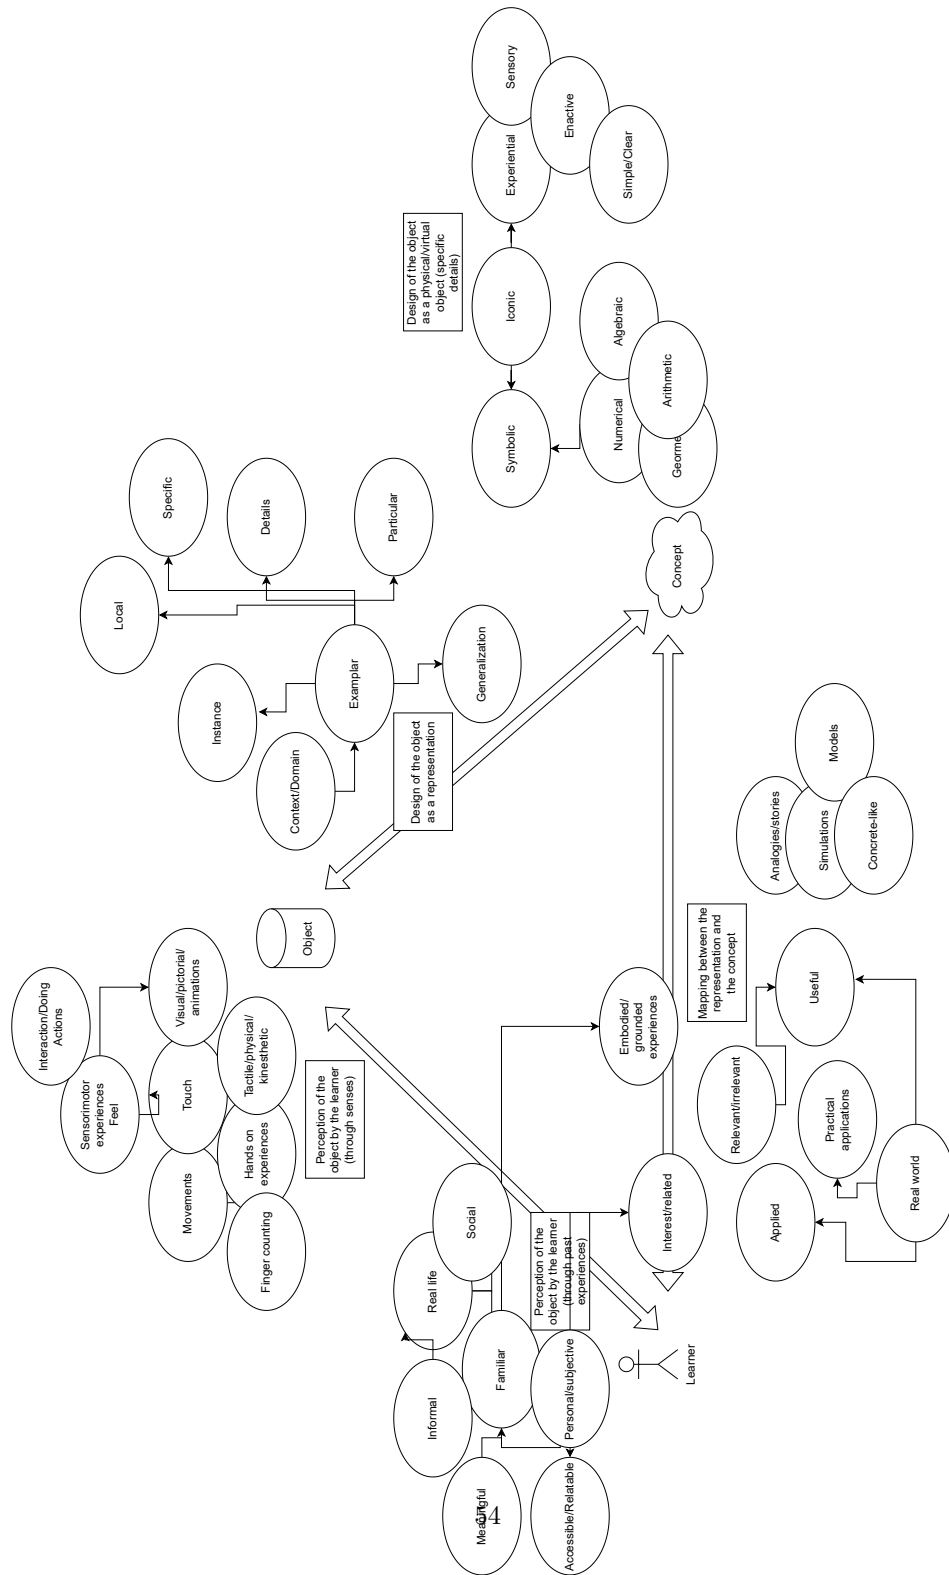 Interaction/Doing
Actions
Sensorimotor
experiences
Feel
Movements
Touch
Visual/pictorial/
animations
Hands on
experiences
Tactile/physical/
kinesthetic
Finger counting
Object
Perception of the
object by the learner
(through senses)
Local
Specific
Instance
Details
Context/Domain
Examplar
Particular
Generalization
Design of the object
as a representation
Design of the object
as a physical/virtual
object (specific
details)
Symbolic
Iconic
Experiential
Sensory
Enactive
Simple/Clear
Numerical
Algebraic
Georme
Arithmetic
Concept
Informal
Real life
Social
Meaningful
Familiar
Accessible/Relatable
Personal/subjective
Perception of the
object by the learner
(through past
experiences)
Learner
Embodied/
grounded
experiences
Interest/related
Mapping between the
representation and
the concept
Relevant/irrelevant
Useful
Applied
Practical
applications
Real world
Analogies/stories
Simulations
Models
Concrete-like
54